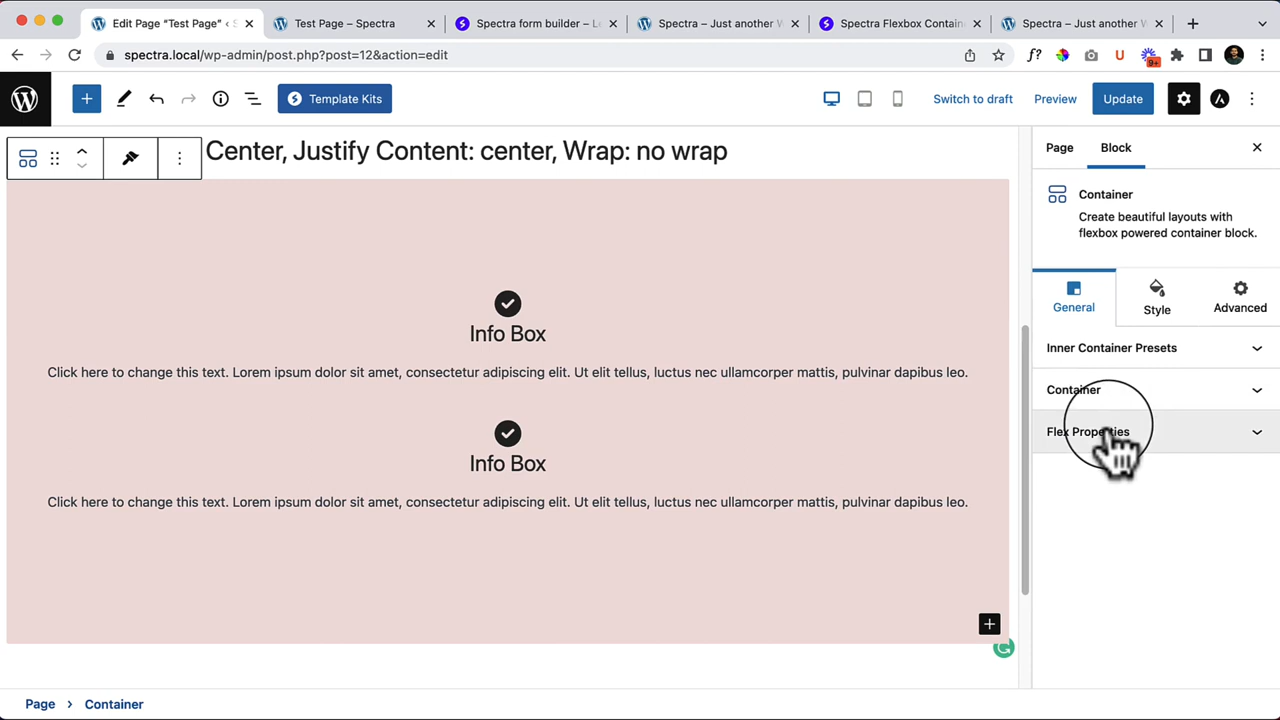 Edit Page “Test Page” ‹ S
Test Page – Spectra
Spectra form builder – Le
Spectra – Just another W
Spectra Flexbox Contain
Spectra – Just another W
spectra.local/wp-admin/post.php?post=12&action=edit
f?
U
9+
Template Kits
Switch to draft
Preview
Update
Center, Justify Content: center, Wrap: no wrap
Info Box
Click here to change this text. Lorem ipsum dolor sit amet, consectetur adipiscing elit. Ut elit tellus, luctus nec ullamcorper mattis, pulvinar dapibus leo.
Info Box
Click here to change this text. Lorem ipsum dolor sit amet, consectetur adipiscing elit. Ut elit tellus, luctus nec ullamcorper mattis, pulvinar dapibus leo.
Page
Block
Container
Create beautiful layouts with
flexbox powered container block.
General
Style
Advanced
Inner Container Presets
Container
Flex Properties
Page
Container